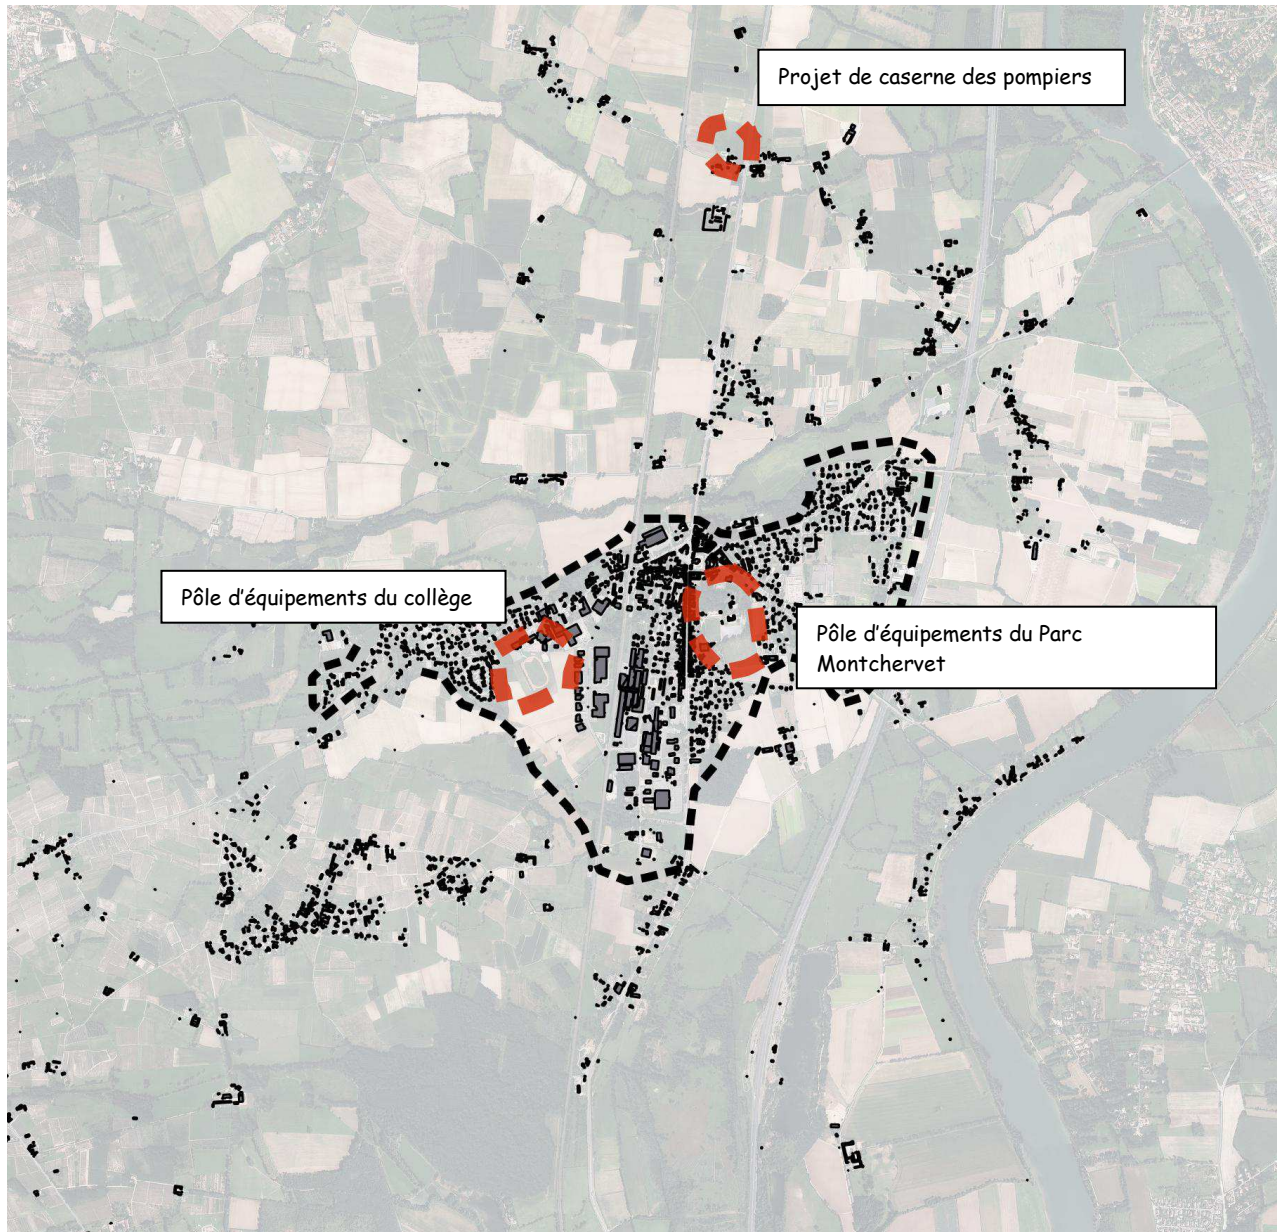 Projet de caserne des pompiers
Pôle d'équipements du collège
Pôle d'équipements du Parc
Montchervet